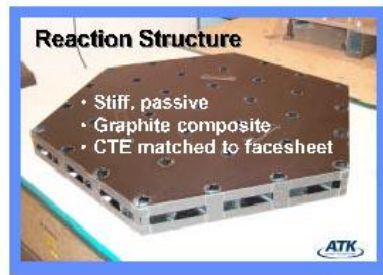 Reaction Structure
• Stiff, passive
• Graphite composite
• CTE matched to facesheet
ATK